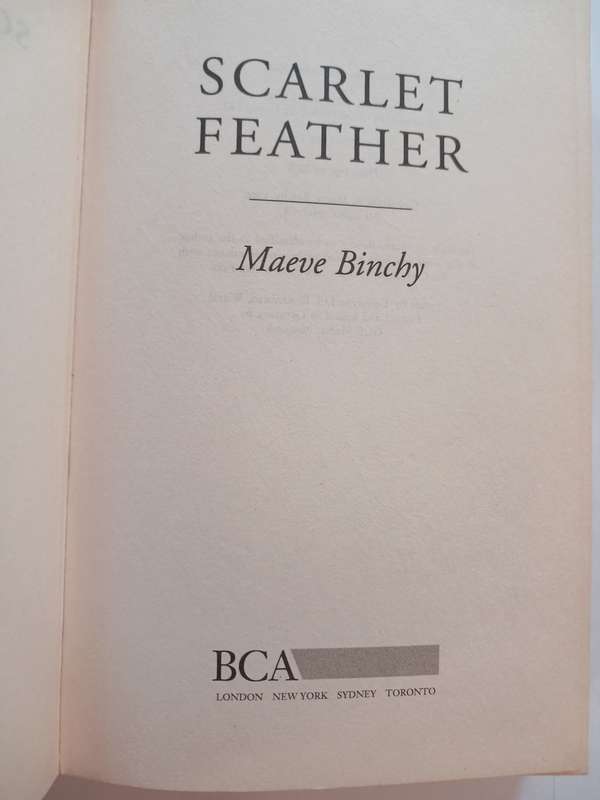 SCARLET
FEATHER
Maeve Binchy
BCA
LONDON NEW YORK SYDNEY TORONTO